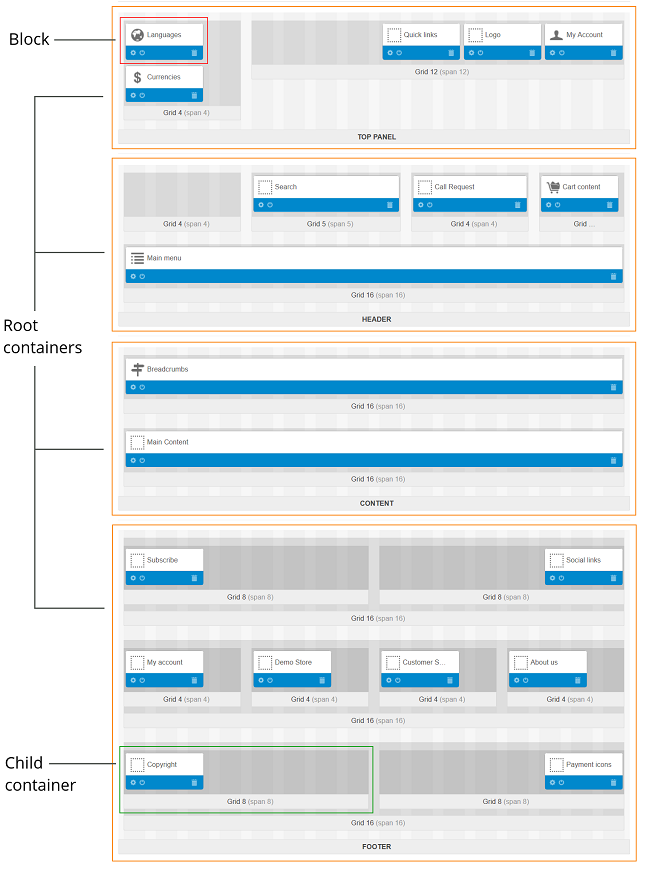 Block
Languages
Quick links
Logo
My Account
Currencies
Grid 12 (span 12)
Grid 4 (span 4)
TOP PANEL
Search
Call Request
Cart content
Grid 4 (span 4)
Grid 5 (span 5)
Grid 4 (span 4)
Grid ...
Main menu
Grid 16 (span 16)
HEADER
Root
containers
Breadcrumbs
Grid 16 (span 16)
Main Content
Grid 16 (span 16)
CONTENT
Subscribe
Social links
Grid 8 (span 8)
Grid 8 (span 8)
Grid 16 (span 16)
My account
Demo Store
Customer S...
About us
Grid 4 (span 4)
Grid 4 (span 4)
Grid 4 (span 4)
Grid 4 (span 4)
Grid 16 (span 16)
Child
container
Copyright
Payment icons
Grid 8 (span 8)
Grid 8 (span 8)
Grid 16 (span 16)
FOOTER